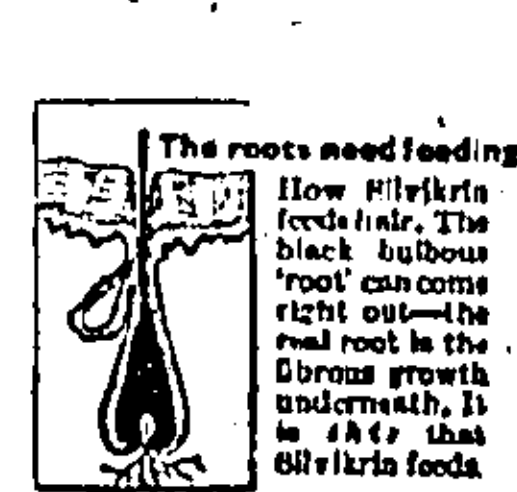 The roots need feeding
How Silvikrin
feeds hair. The
black bulbous
'root' can come
right out—the
real root is the
fibrous growth
underneath. It
is this that
Silvikrin feeds